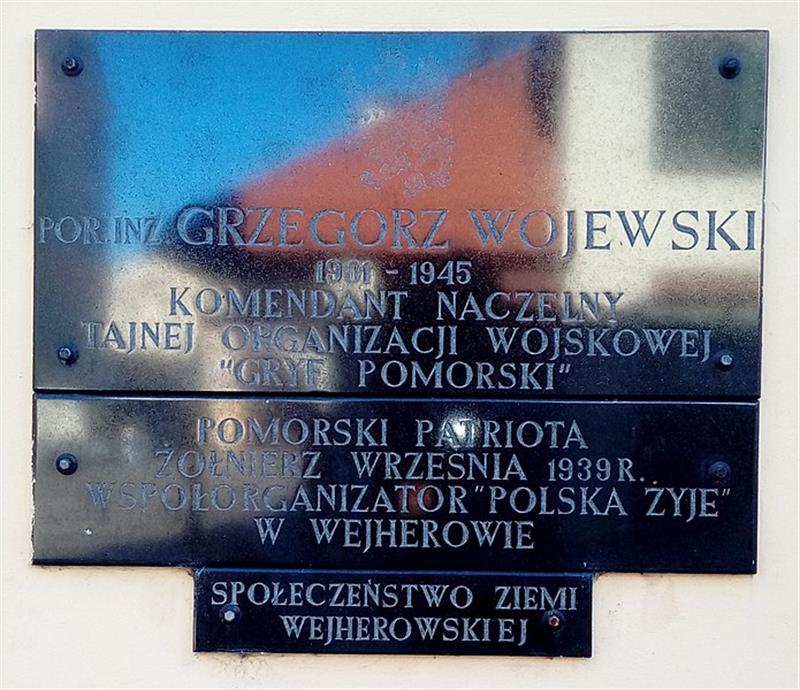 POR. INŻ. GRZEGORZ WOJEWSKI
1901 - 1945
KOMENDANT NACZELNY
TAJNEJ ORGANIZACJI WOJSKOWEJ
"GRYF POMORSKI"
POMORSKI PATRIOTA
ŻOŁNIERZ WRZEŚNIA 1939 R.
WSPÓŁORGANIZATOR "POLSKA ŻYJE"
W WEJHEROWIE
SPOŁECZEŃSTWO ZIEMI
WEJHEROWSKIEJ